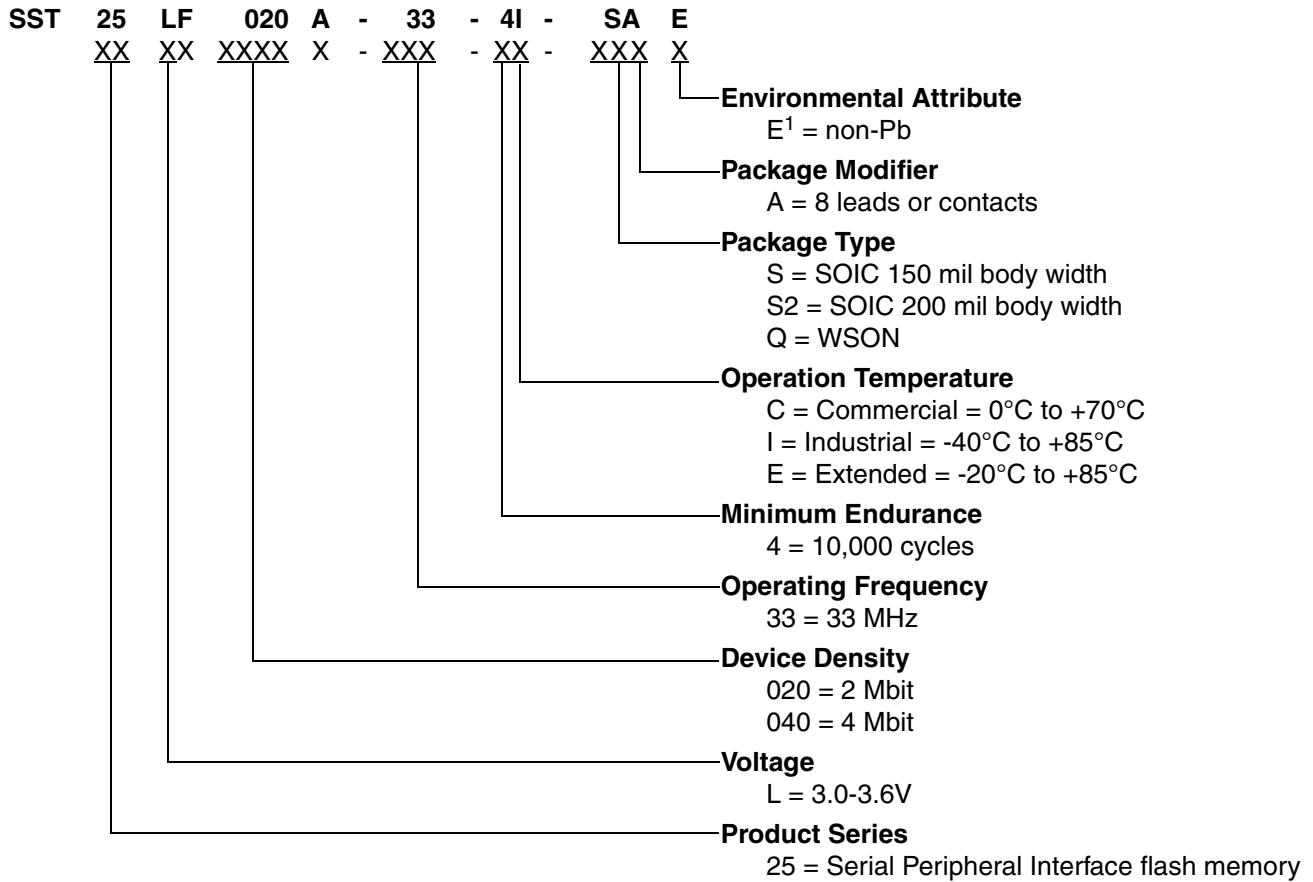 SST 25 LF 020 A - 33 - 4I - SA E
XX XX XXXX X - XXX - XX - XXX X
Environmental Attribute
E1 = non-Pb
Package Modifier
A = 8 leads or contacts
Package Type
S = SOIC 150 mil body width
S2 = SOIC 200 mil body width
Q = WSON
Operation Temperature
C = Commercial = 0°C to +70°C
I = Industrial = -40°C to +85°C
E = Extended = -20°C to +85°C
Minimum Endurance
4 = 10,000 cycles
Operating Frequency
33 = 33 MHz
Device Density
020 = 2 Mbit
040 = 4 Mbit
Voltage
L = 3.0-3.6V
Product Series
25 = Serial Peripheral Interface flash memory